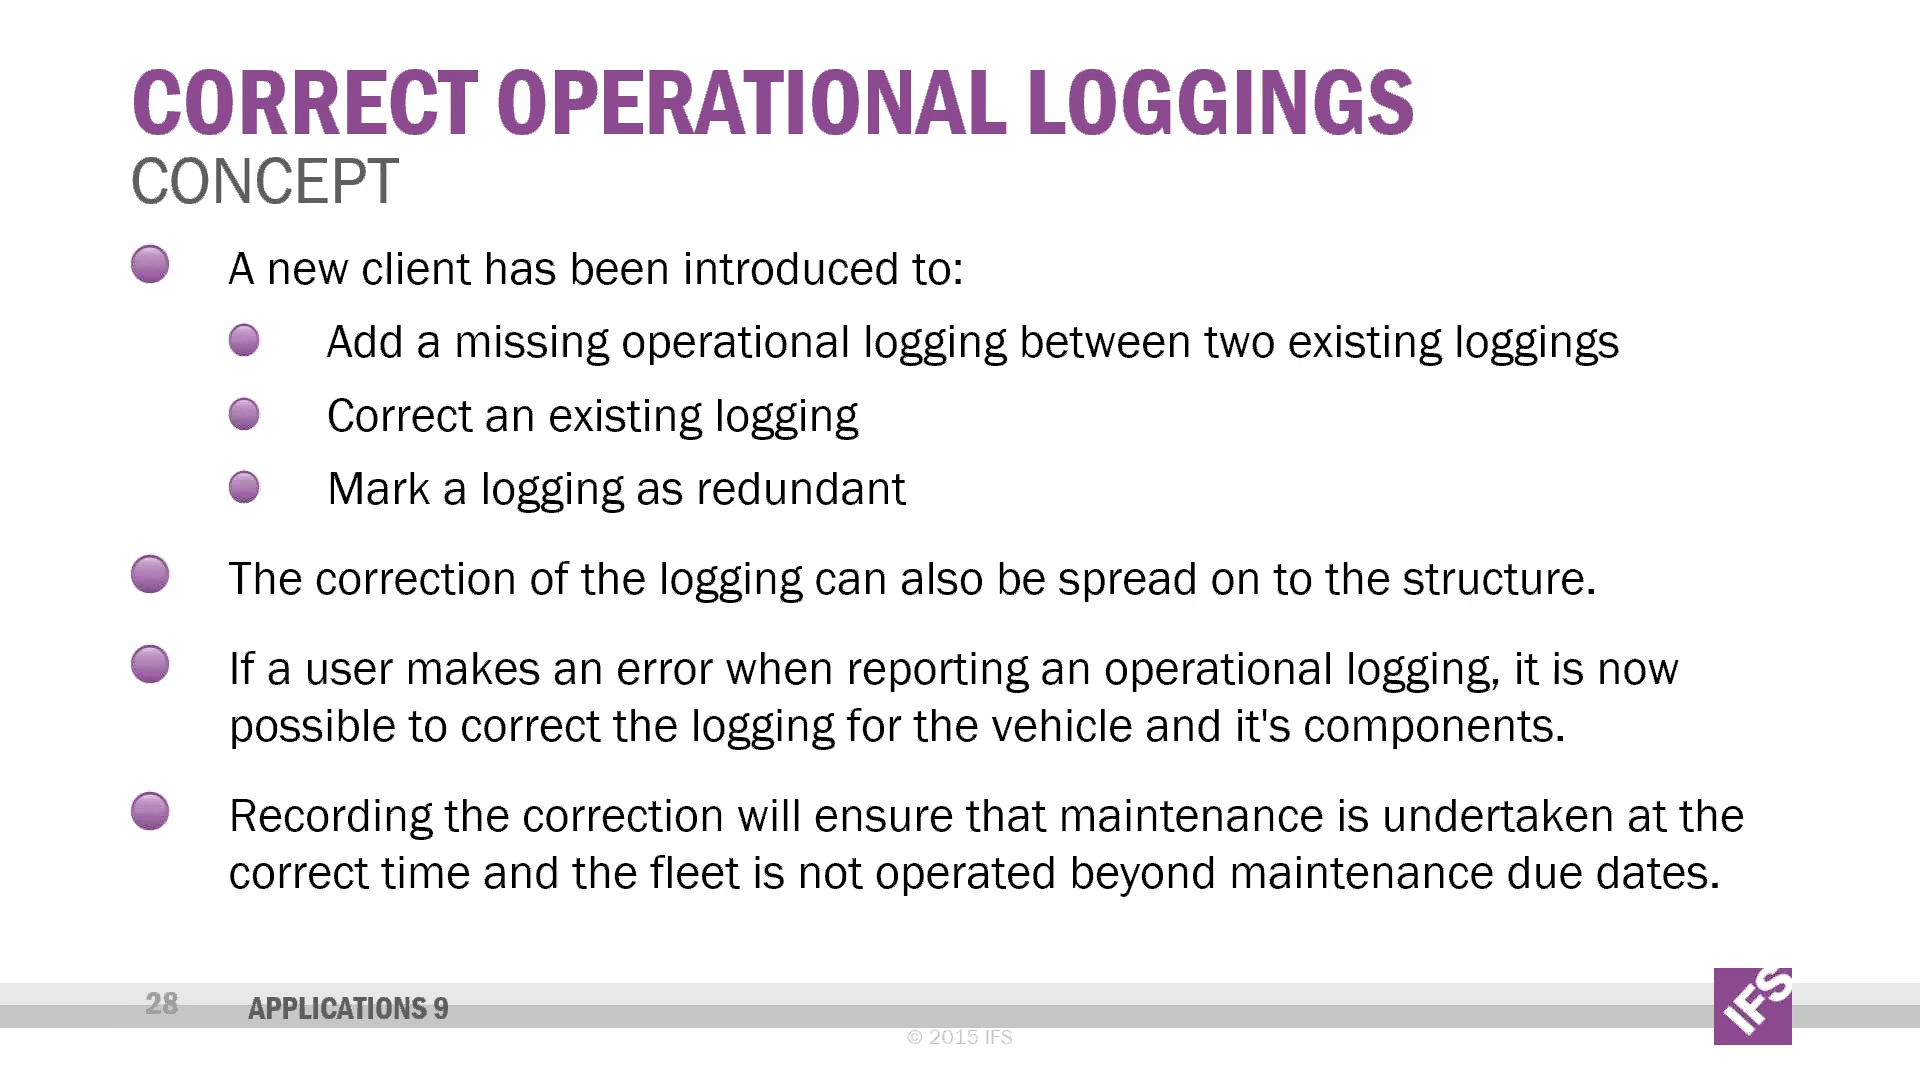 CORRECT OPERATIONAL LOGGINGS
CONCEPT
A new client has been introduced to:
Add a missing operational logging between two existing loggings
Correct an existing logging
Mark a logging as redundant
The correction of the logging can also be spread on to the structure.
If a user makes an error when reporting an operational logging, it is now
possible to correct the logging for the vehicle and it's components.
Recording the correction will ensure that maintenance is undertaken at the
correct time and the fleet is not operated beyond maintenance due dates.
28 APPLICATIONS 9
IFS
© 2015 IFS